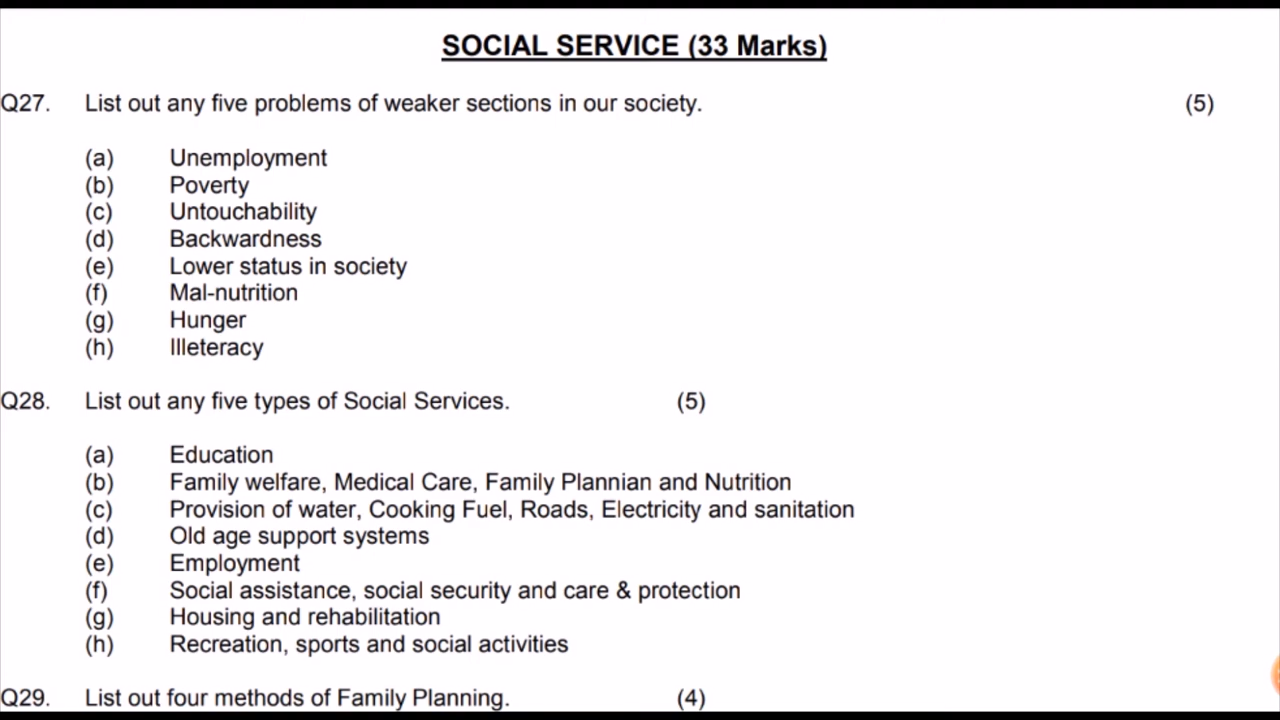 SOCIAL SERVICE (33 Marks)
Q27. List out any five problems of weaker sections in our society. (5)
(a) Unemployment
(b) Poverty
(c) Untouchability
(d) Backwardness
(e) Lower status in society
(f) Mal-nutrition
(g) Hunger
(h) Illeteracy
Q28. List out any five types of Social Services. (5)
(a) Education
(b) Family welfare, Medical Care, Family Plannian and Nutrition
(c) Provision of water, Cooking Fuel, Roads, Electricity and sanitation
(d) Old age support systems
(e) Employment
(f) Social assistance, social security and care & protection
(g) Housing and rehabilitation
(h) Recreation, sports and social activities
Q29. List out four methods of Family Planning. (4)